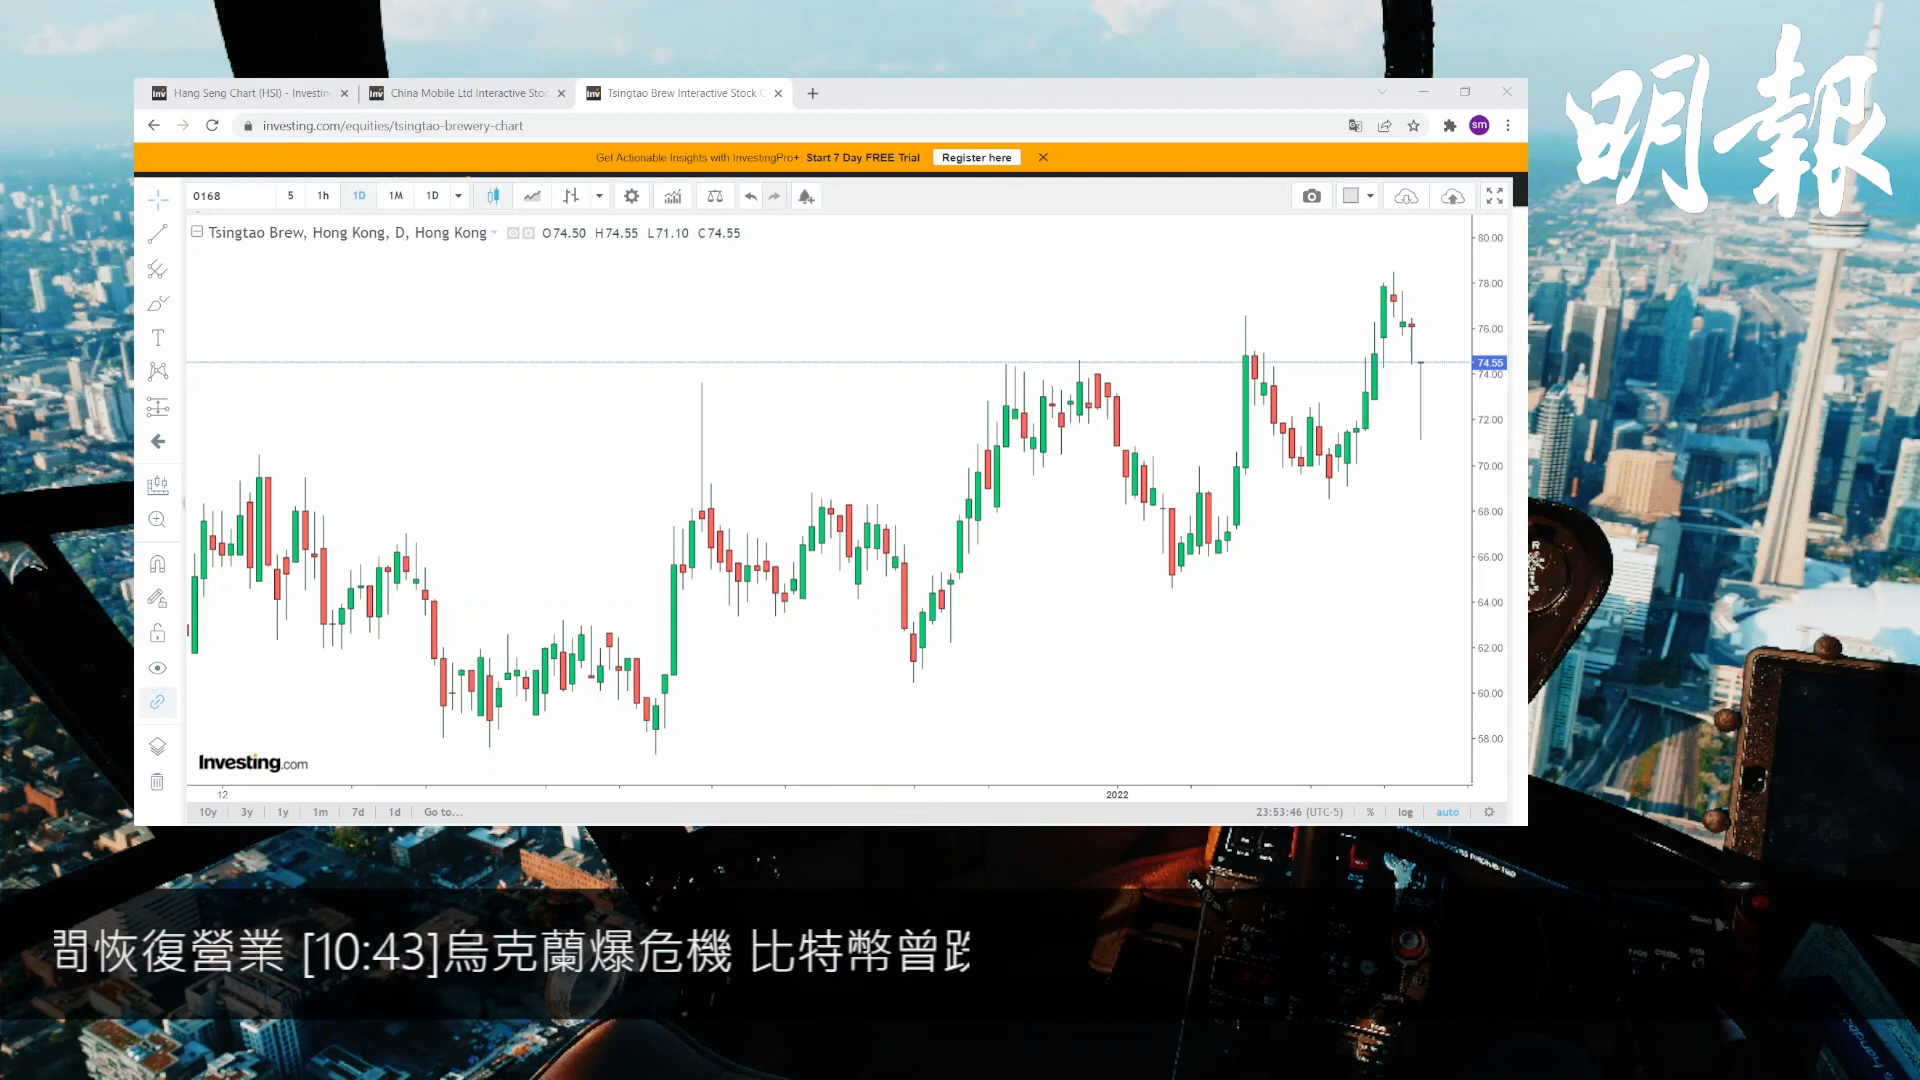 明報
Hang Seng Chart (HSI) - Investin
China Mobile Ltd Interactive Stoc
Tsingtao Brew Interactive Stock C
investing.com/equities/tsingtao-brewery-chart
sm
Get Actionable Insights with InvestingPro+ Start 7 Day FREE Trial Register here
0168 5 1h 1D 1M 1D
Tsingtao Brew, Hong Kong, D, Hong Kong O74.50 H74.55 L71.10 C74.55
80.00
78.00
76.00
74.55
74.00
72.00
70.00
68.00
66.00
64.00
62.00
60.00
58.00
Investing.com
12 2022
10y 3y 1y 1m 7d 1d Go to... 23:53:46 (UTC-5) % log auto
間恢復營業 [10:43]烏克蘭爆危機 比特幣曾跌